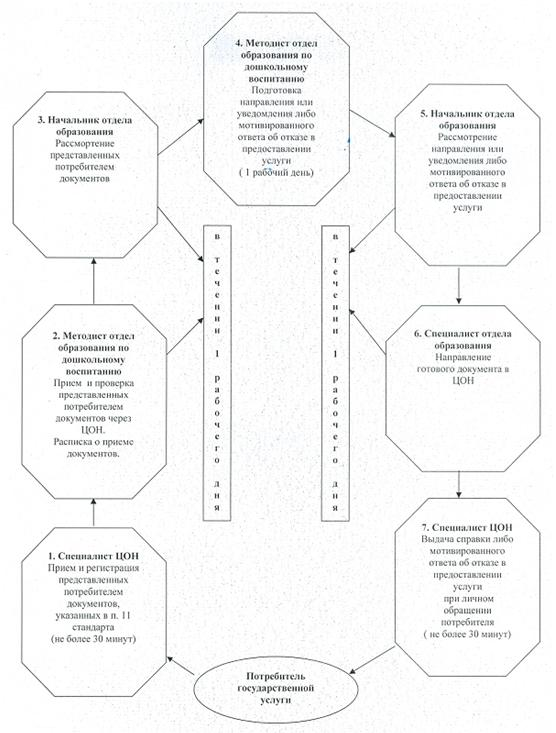 4. Методист отдел
образования по
дошкольному
воспитанию
Подготовка
направления или
уведомления либо
мотивированного
ответа об отказе в
предоставлении
услуги
( 1 рабочий день)
3. Начальник отдела
образования
Рассмортение
представленных
потребителем
документов
5. Начальник отдела
образования
Рассмотрение
направления или
уведомления либо
мотивированного
ответа об отказе в
предоставлении
услуги
в течении 1 рабочего дня
в течении 1 рабочего дня
2. Методист отдел
образования по
дошкольному
воспитанию
Прием и проверка
представленных
потребителем
документов через
ЦОН.
Расписка о приеме
документов.
6. Специалист отдела
образования
Направление
готового документа в
ЦОН
1. Специалист ЦОН
Прием и регистрация
представленных
потребителем
документов,
указанных в п. 11
стандарта
(не более 30 минут)
7. Специалист ЦОН
Выдача справки либо
мотивированного
ответа об отказе в
предоставлении
услуги
при личном
обращении
потребителя
( не более 30 минут)
Потребитель
государственной
услуги